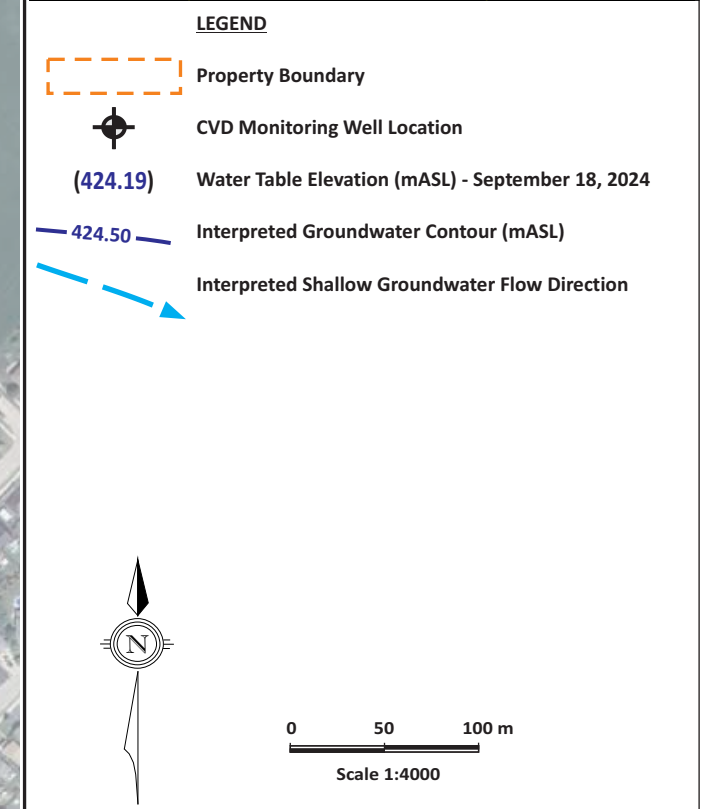 LEGEND
Property Boundary
CVD Monitoring Well Location
(424.19) Water Table Elevation (mASL) - September 18, 2024
424.50 Interpreted Groundwater Contour (mASL)
Interpreted Shallow Groundwater Flow Direction
N
0 50 100 m
Scale 1:4000